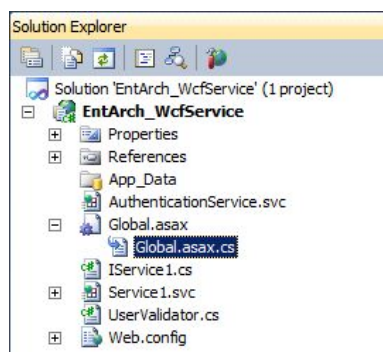 Solution Explorer
Solution 'EntArch_WcfService' (1 project)
EntArch_WcfService
Properties
References
App_Data
AuthenticationService.svc
Global.asax
Global.asax.cs
IService1.cs
Service1.svc
UserValidator.cs
Web.config